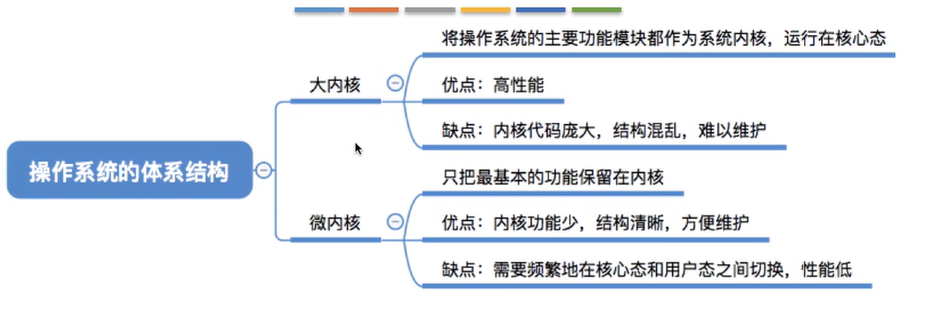 将操作系统的主要功能模块都作为系统内核，运行在核心态
大内核
优点：高性能
缺点：内核代码庞大，结构混乱，难以维护
操作系统的体系结构
只把最基本的功能保留在内核
微内核
优点：内核功能少，结构清晰，方便维护
缺点：需要频繁地在核心态和用户态之间切换，性能低